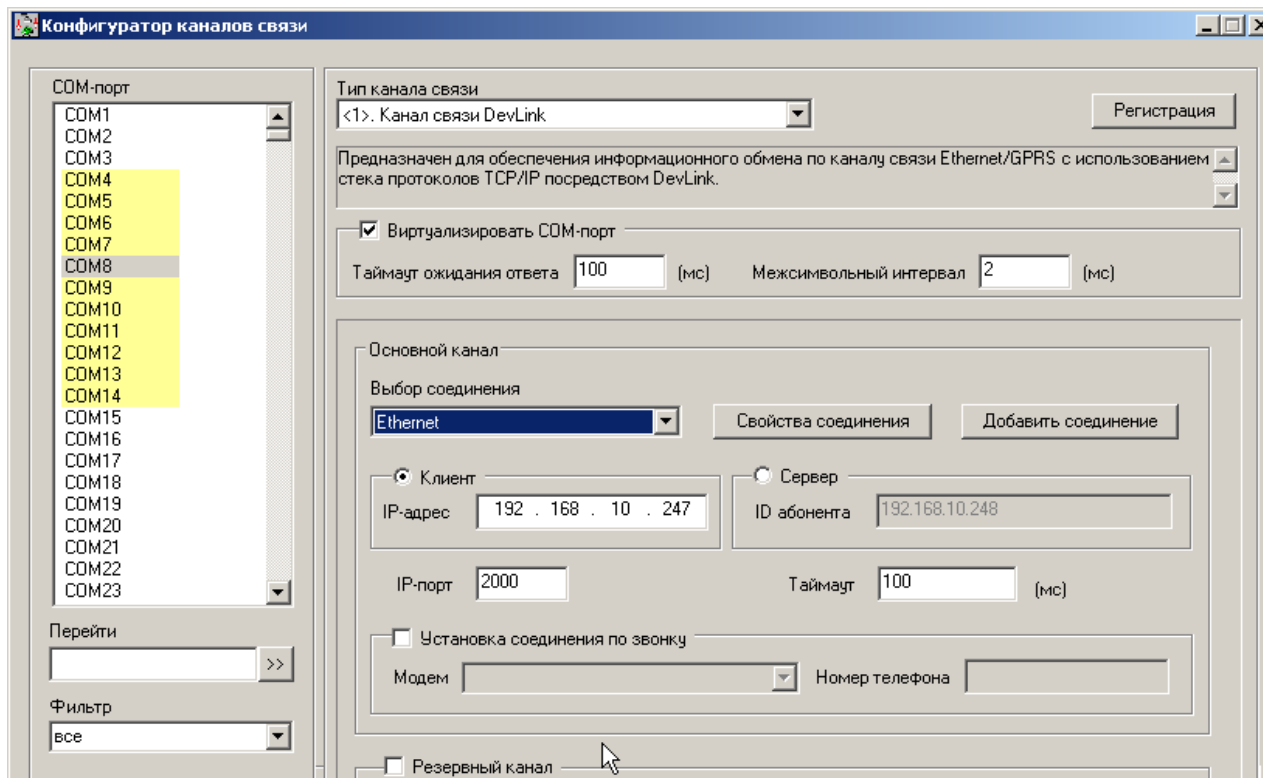 Конфигуратор каналов связи
COM-порт
COM1
COM2
COM3
COM4
COM5
COM6
COM7
COM8
COM9
COM10
COM11
COM12
COM13
COM14
COM15
COM16
COM17
COM18
COM19
COM20
COM21
COM22
COM23
Перейти
>>
Фильтр
все
Тип канала связи
<1>. Канал связи DevLink
Регистрация
Предназначен для обеспечения информационного обмена по каналу связи Ethernet/GPRS с использованием
стека протоколов TCP/IP посредством DevLink.
Виртуализировать COM-порт
Таймаут ожидания ответа 100 (мс) Межсимвольный интервал 2 (мс)
Основной канал
Выбор соединения
Ethernet Свойства соединения Добавить соединение
Клиент Сервер
IP-адрес 192 . 168 . 10 . 247 ID абонента 192.168.10.248
IP-порт 2000 Таймаут 100 (мс)
Установка соединения по звонку
Модем Номер телефона
Резервный канал